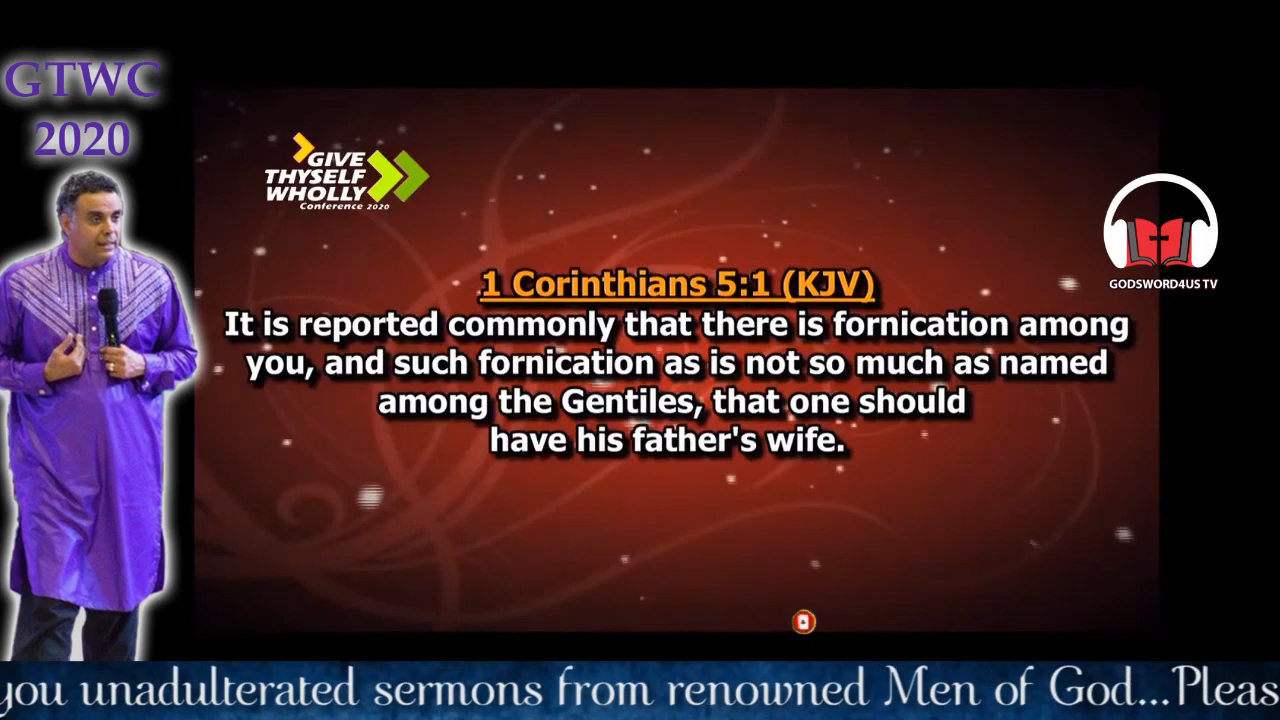 GTWC
2020
GIVE
THYSELF
WHOLLY
Conference 2020
1 Corinthians 5:1 (KJV)
It is reported commonly that there is fornication among
you, and such fornication as is not so much as named
among the Gentiles, that one should
have his father's wife.
GODSWORD4US TV
you unadulterated sermons from renowned Men of God...Pleas